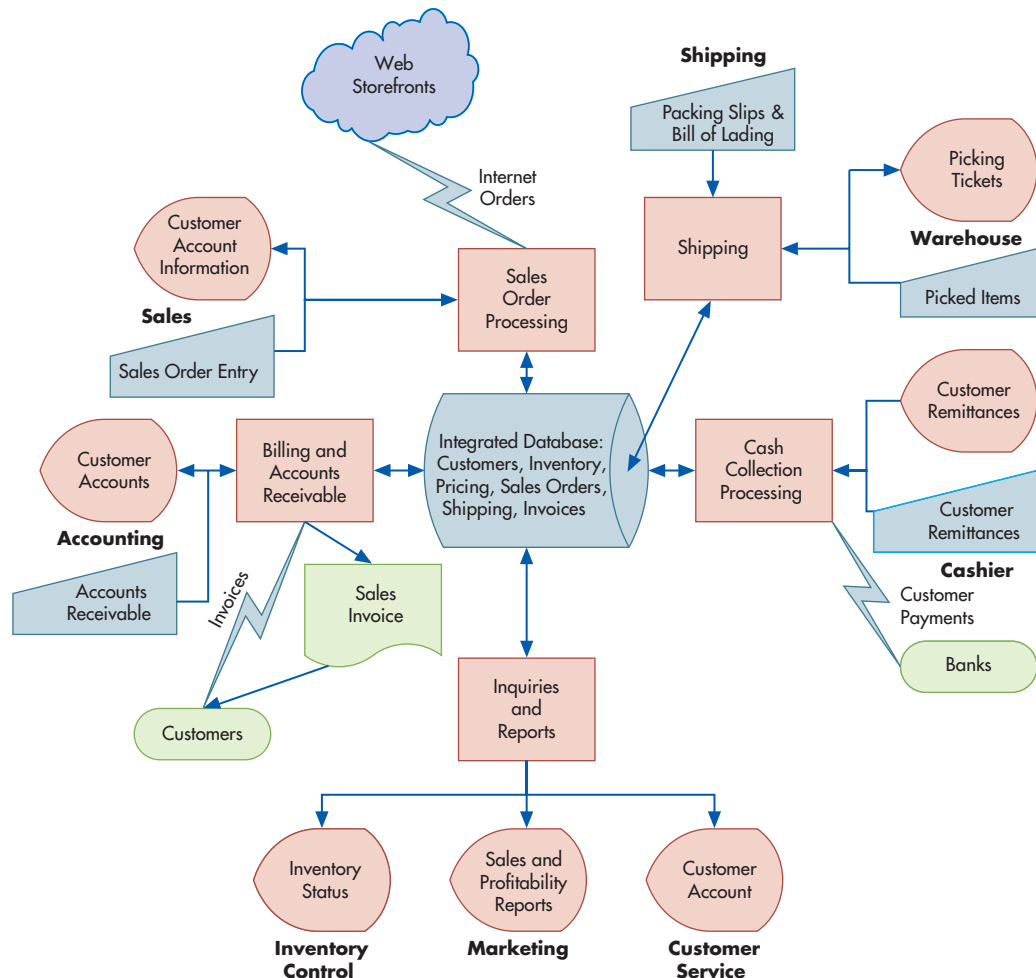 Web
Storefronts
Internet
Orders
Shipping
Packing Slips &
Bill of Lading
Shipping
Picking
Tickets
Warehouse
Picked Items
Customer
Account
Information
Sales
Sales Order Entry
Sales
Order
Processing
Customer
Accounts
Accounting
Accounts
Receivable
Billing and
Accounts
Receivable
Integrated Database:
Customers, Inventory,
Pricing, Sales Orders,
Shipping, Invoices
Cash
Collection
Processing
Customer
Remittances
Customer
Remittances
Cashier
Customer
Payments
Banks
Invoices
Sales
Invoice
Customers
Inquiries
and
Reports
Inventory
Status
Inventory
Control
Sales and
Profitability
Reports
Marketing
Customer
Account
Customer
Service